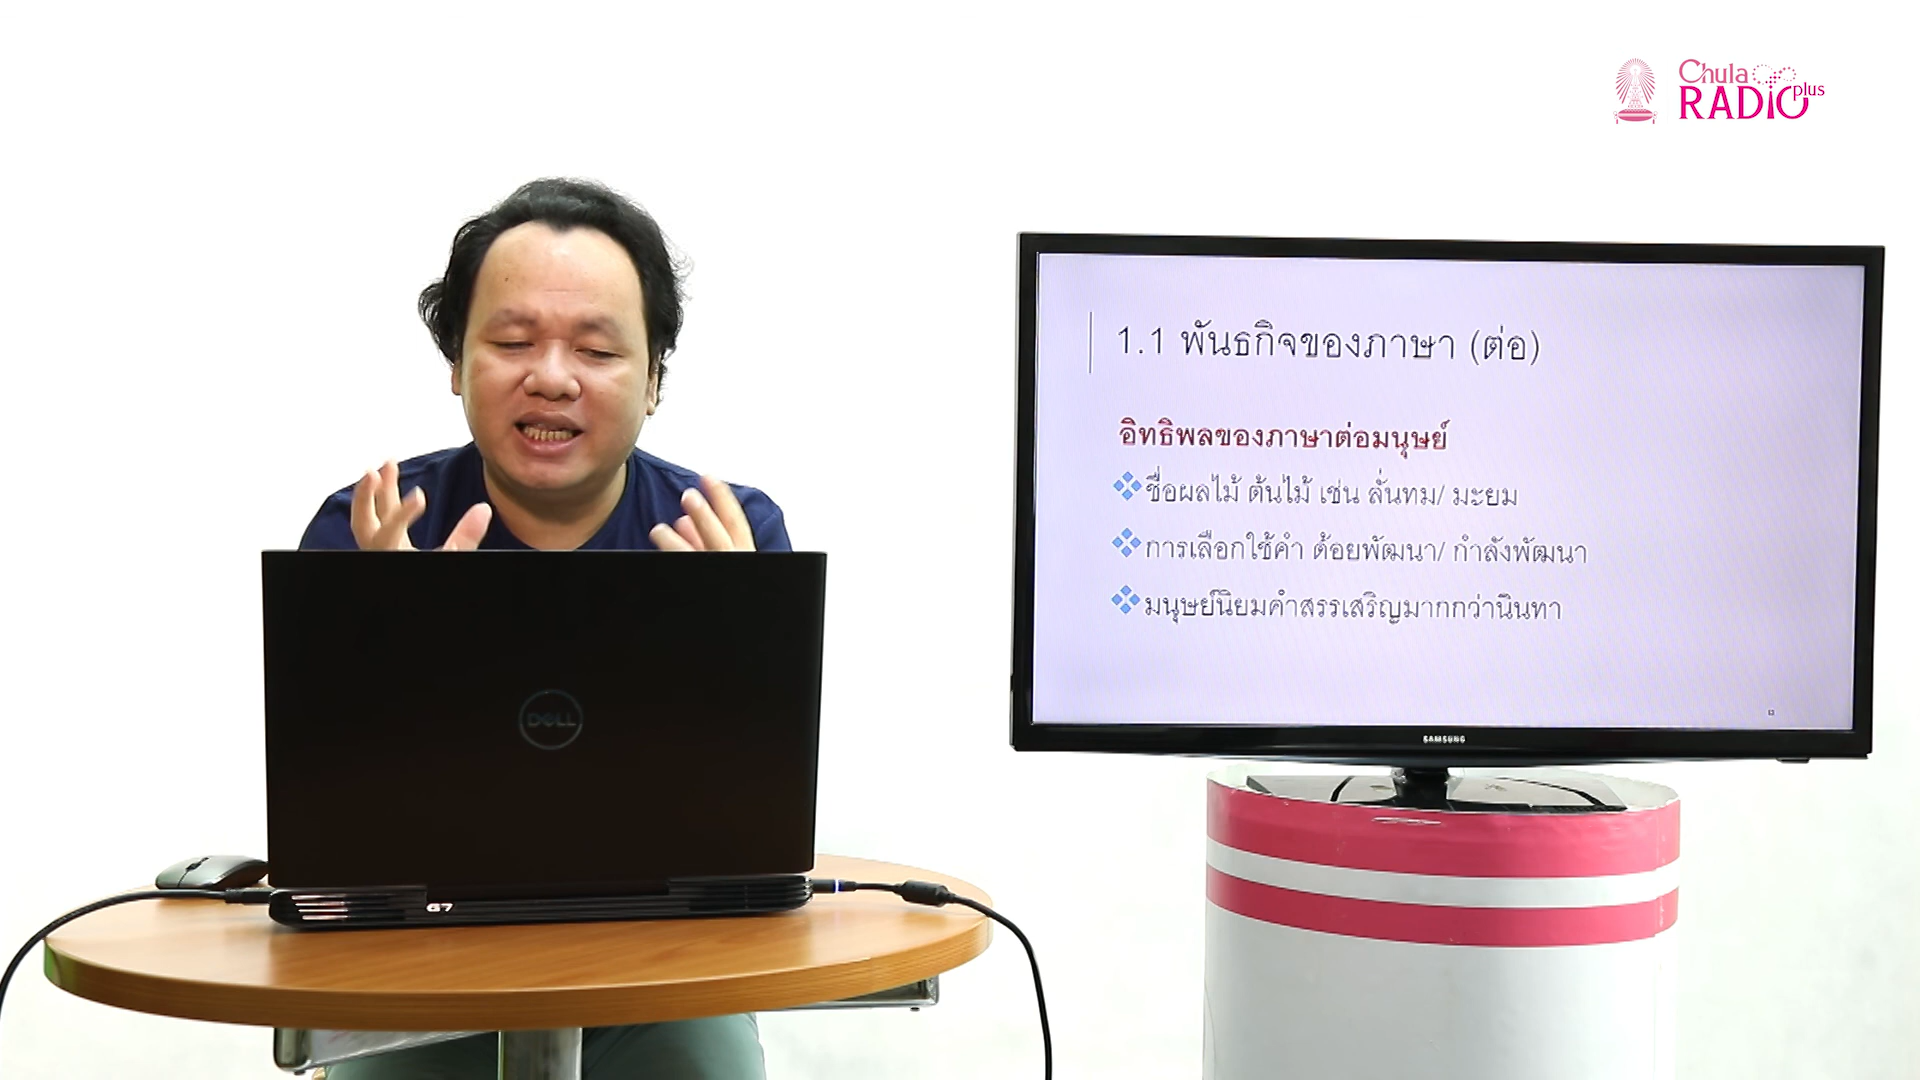 Chula
RADIO plus
1.1 พันธกิจของภาษา (ต่อ)
อิทธิพลของภาษาต่อมนุษย์
ชื่อผลไม้ ต้นไม้ เช่น ลั่นทม/ มะยม
การเลือกใช้คำ ด้อยพัฒนา/ กำลังพัฒนา
มนุษย์นิยมคำสรรเสริญมากกว่านินทา
SAMSUNG
DELL
G7